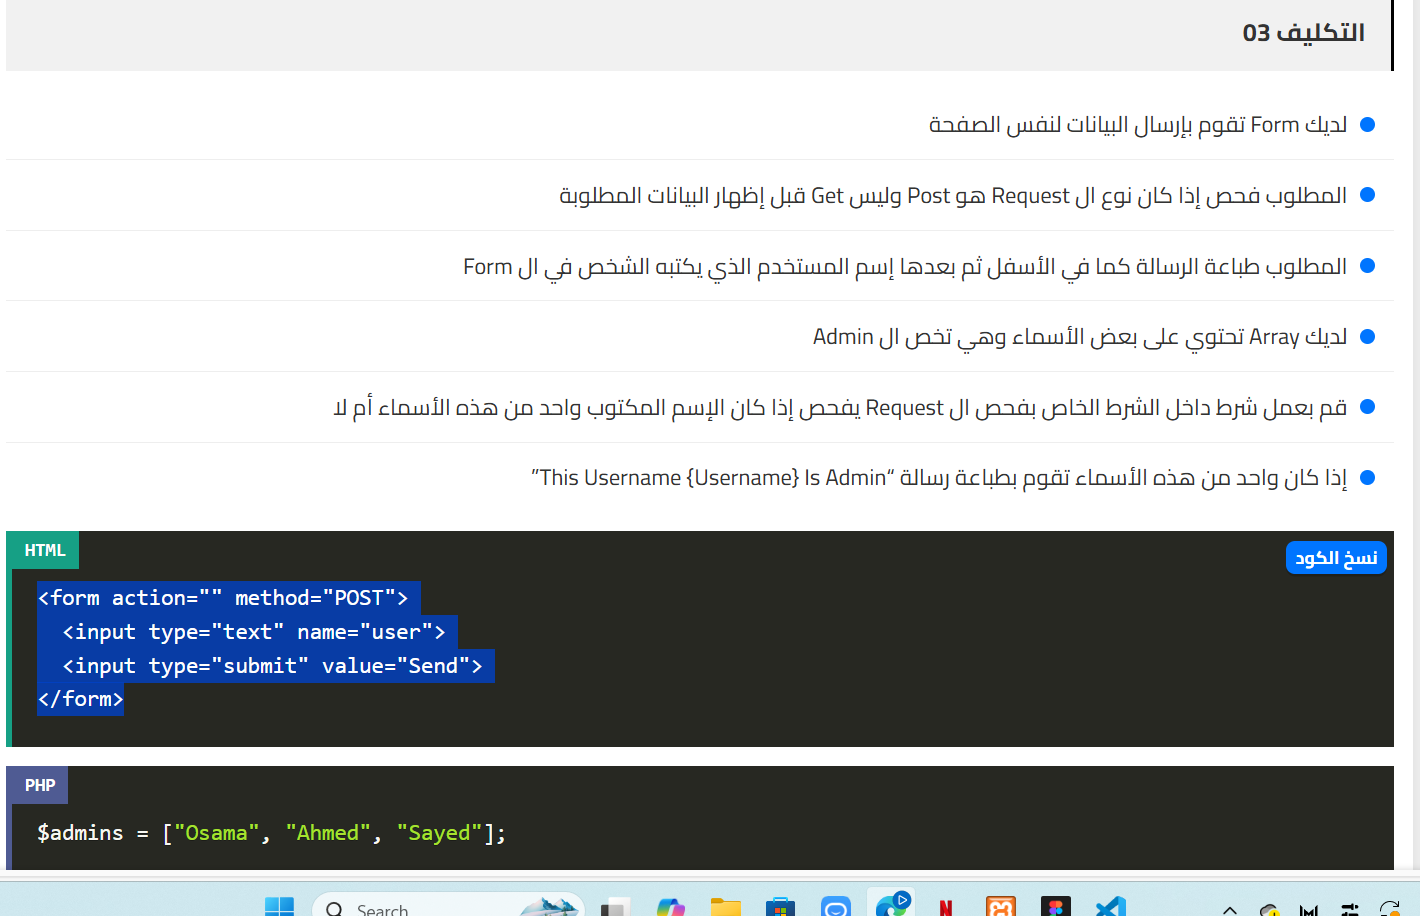 التكليف 03
لديك Form تقوم بإرسال البيانات لنفس الصفحة
المطلوب فحص إذا كان نوع ال Request هو Post وليس Get قبل إظهار البيانات المطلوبة
المطلوب طباعة الرسالة كما في الأسفل ثم بعدها إسم المستخدم الذي يكتبه الشخص في ال Form
لديك Array تحتوي على بعض الأسماء وهي تخص ال Admin
قم بعمل شرط داخل الشرط الخاص بفحص ال Request يفحص إذا كان الإسم المكتوب واحد من هذه الأسماء أم لا
إذا كان واحد من هذه الأسماء تقوم بطباعة رسالة “This Username {Username} Is Admin”
HTML
نسخ الكود
<form action="" method="POST">
  <input type="text" name="user">
  <input type="submit" value="Send">
</form>
PHP
$admins = ["Osama", "Ahmed", "Sayed"];
Search